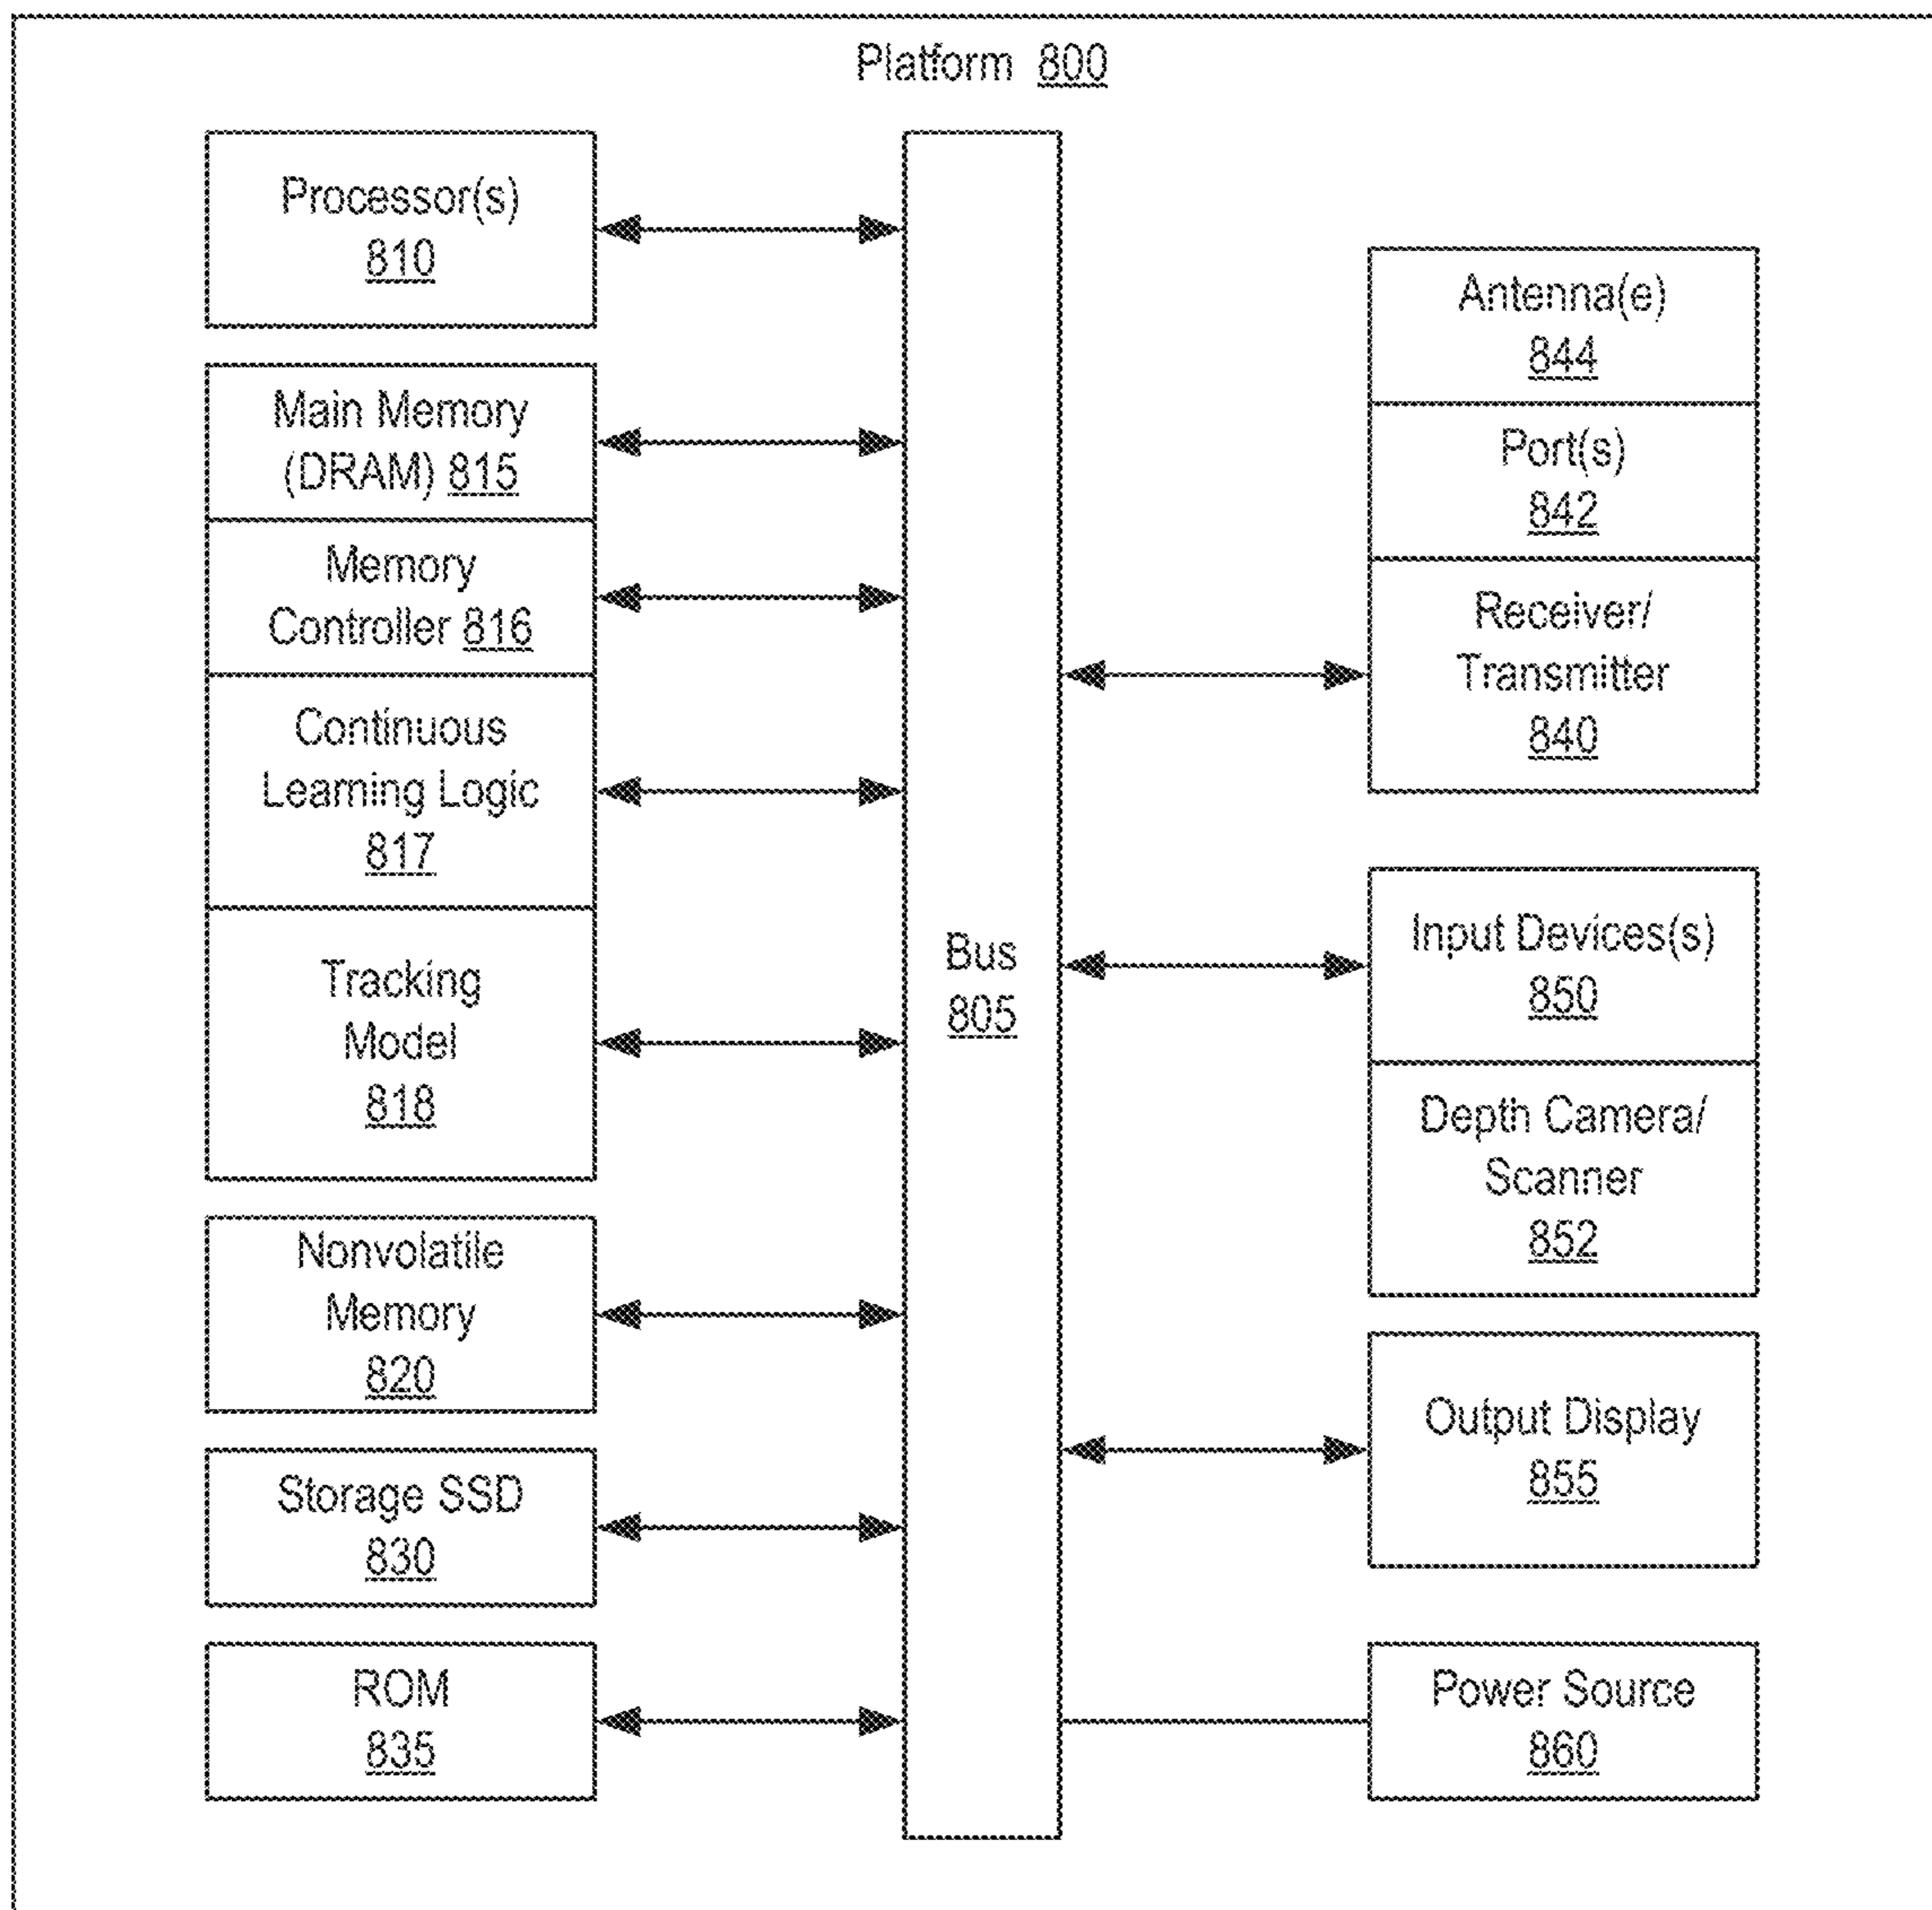 Platform 800
Processor(s)
810
Main Memory
(DRAM) 815
Memory
Controller 816
Continuous
Learning Logic
817
Tracking
Model
818
Nonvolatile
Memory
820
Storage SSD
830
ROM
835
Bus
805
Antenna(e)
844
Port(s)
842
Receiver/
Transmitter
840
Input Devices(s)
850
Depth Camera/
Scanner
852
Output Display
855
Power Source
860